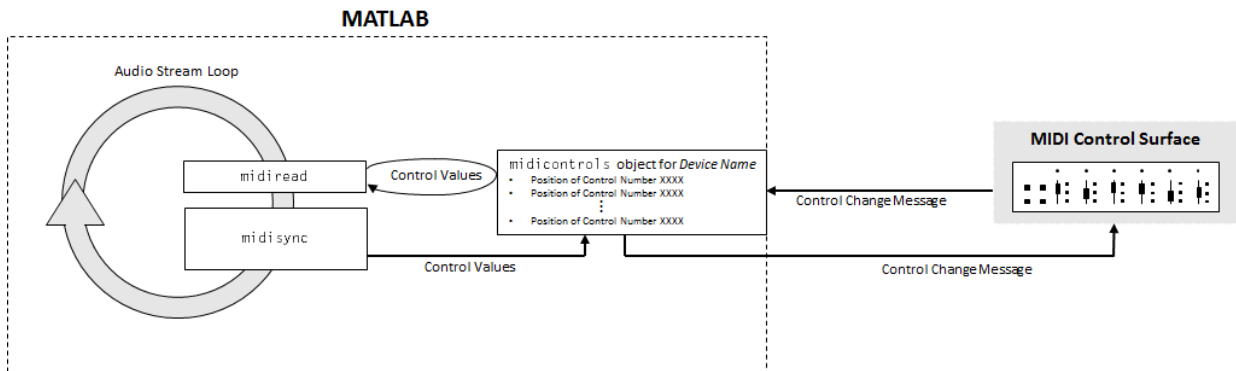 MATLAB
Audio Stream Loop
midiread
midisync
Control Values
Control Values
midicontrols object for Device Name
• Position of Control Number XXXX
• Position of Control Number XXXX
⋮
• Position of Control Number XXXX
Control Change Message
Control Change Message
MIDI Control Surface